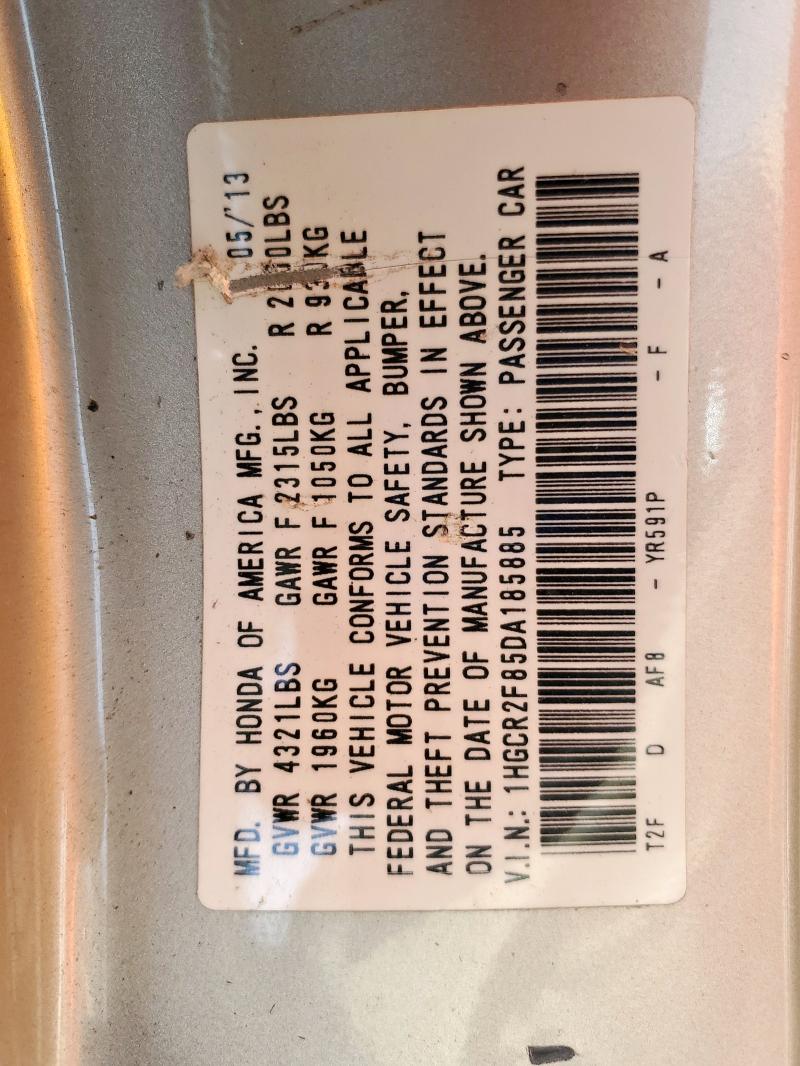 MFD. BY HONDA OF AMERICA MFG., INC. 05/'13
GVWR 4321LBS GAWR F 2315LBS R
GVWR 1960KG GAWR F 1050KG R
THIS VEHICLE CONFORMS TO ALL APPLICABLE
FEDERAL MOTOR VEHICLE SAFETY, BUMPER,
AND THEFT PREVENTION STANDARDS IN EFFECT
ON THE DATE OF MANUFACTURE SHOWN ABOVE.
V.I.N.: 1HGCR2F85DA185885 TYPE: PASSENGER CAR
T2F D AF8 - YR591P - F - A